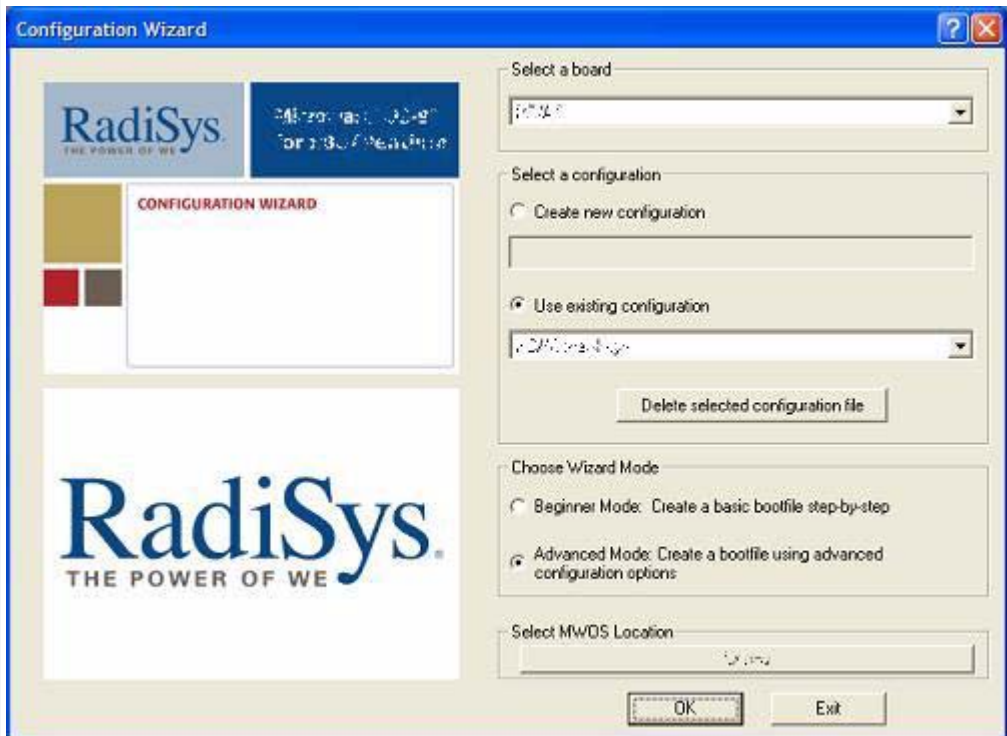 Configuration Wizard
RadiSys.
THE POWER OF WE
CONFIGURATION WIZARD
RadiSys.
THE POWER OF WE
Select a board
Select a configuration
Create new configuration
Use existing configuration
Delete selected configuration file
Choose Wizard Mode
Beginner Mode: Create a basic bootfile step-by-step
Advanced Mode: Create a bootfile using advanced
configuration options
Select MWOS Location
OK
Exit